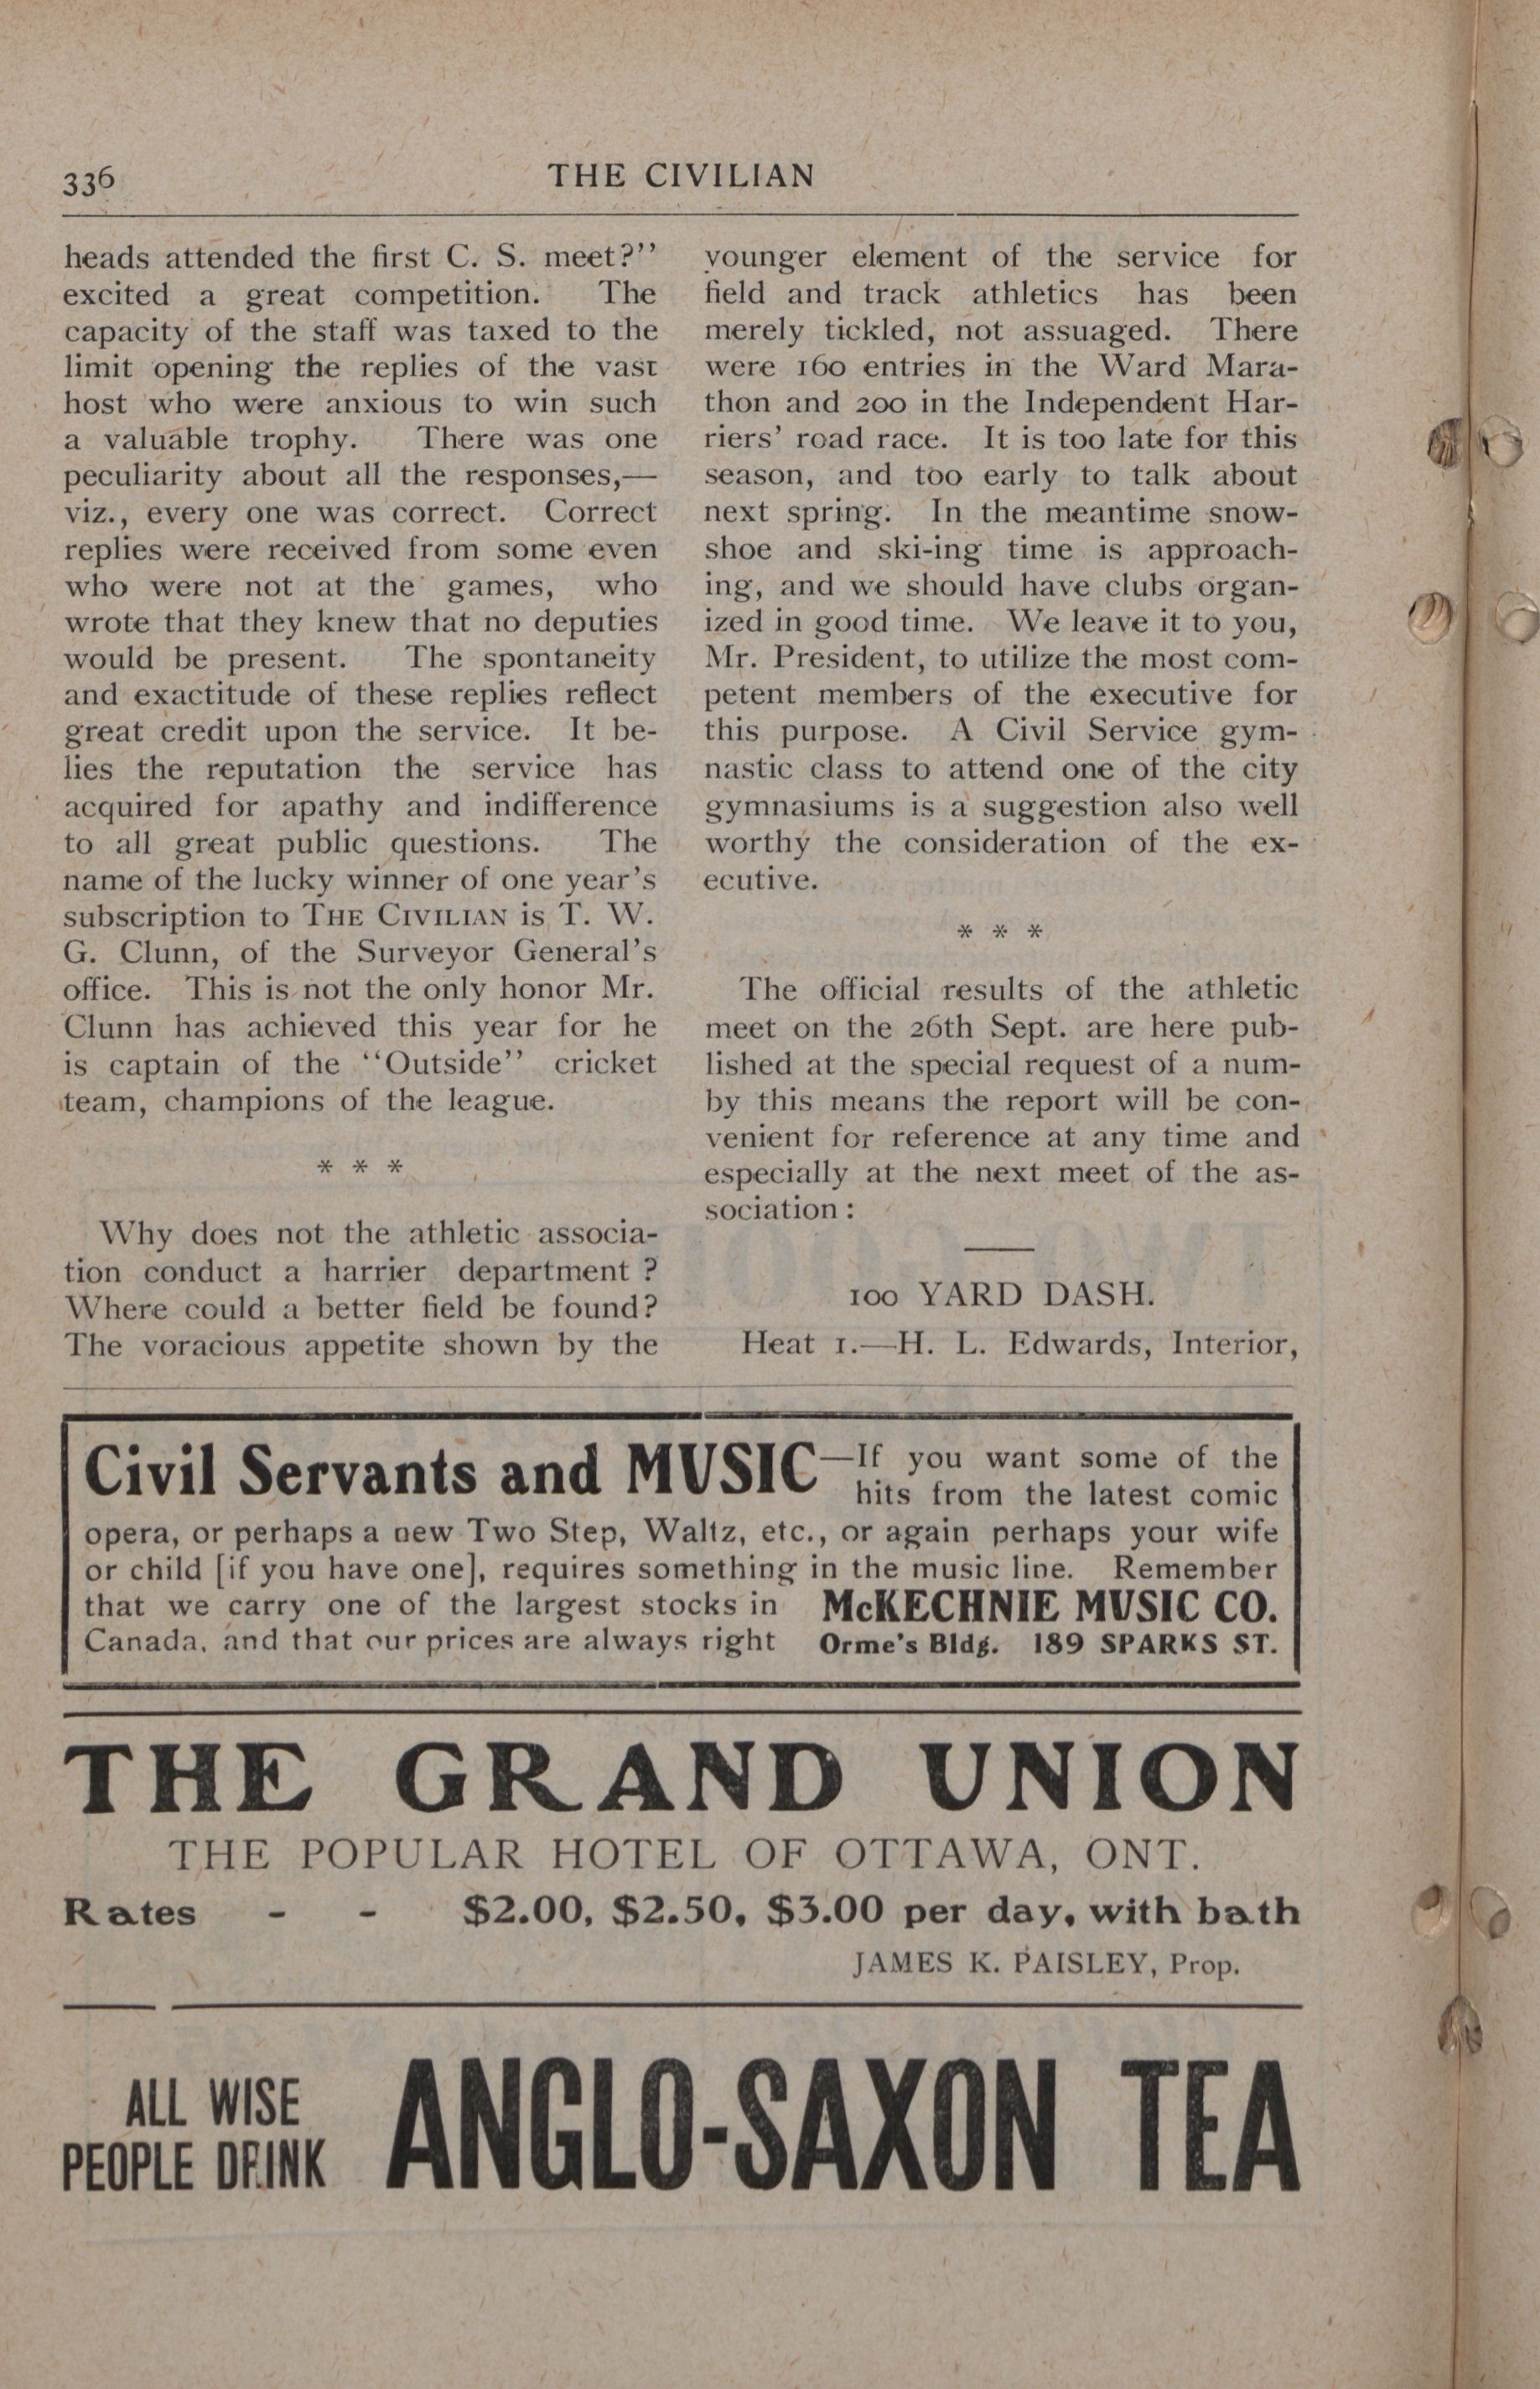 336
THE CIVILIAN
heads attended the first C. S. meet?’’
excited a great competition. The
capacity of the staff was taxed to the
limit opening the replies of the vast
host who were anxious to win such
a valuable trophy. There was one
peculiarity about all the responses,—
viz., every one was correct. Correct
replies were received from some even
who were not at the games, who
wrote that they knew that no deputies
would be present. The spontaneity
and exactitude of these replies reflect
great credit upon the service. It be-
lies the reputation the service has
acquired for apathy and indifference
to all great public questions. The
name of the lucky winner of one year’s
subscription to THE CIVILIAN is T. W.
G. Clunn, of the Surveyor General’s
office. This is not the only honor Mr.
Clunn has achieved this year for he
is captain of the ‘‘Outside’’ cricket
team, champions of the league.
* * *
Why does not the athletic associa-
tion conduct a harrier department ?
Where could a better field be found?
The voracious appetite shown by the
younger element of the service for
field and track athletics has been
merely tickled, not assuaged. There
were 160 entries in the Ward Mara-
thon and 200 in the Independent Har-
riers’ road race. It is too late for this
season, and too early to talk about
next spring. In the meantime snow-
shoe and ski-ing time is approach-
ing, and we should have clubs organ-
ized in good time. We leave it to you,
Mr. President, to utilize the most com-
petent members of the executive for
this purpose. A Civil Service gym-
nastic class to attend one of the city
gymnasiums is a suggestion also well
worthy the consideration of the ex-
ecutive.
* * *
The official results of the athletic
meet on the 26th Sept. are here pub-
lished at the special request of a num-
by this means the report will be con-
venient for reference at any time and
especially at the next meet of the as-
sociation :
100 YARD DASH.
Heat 1.—H. L. Edwards, Interior,
Civil Servants and MUSIC—If you want some of the
hits from the latest comic
opera, or perhaps a new Two Step, Waltz, etc., or again perhaps your wife
or child [if you have one], requires something in the music line. Remember
that we carry one of the largest stocks in McKECHNIE MUSIC CO.
Canada, and that our prices are always right Orme's Bldg. 189 SPARKS ST.
THE GRAND UNION
THE POPULAR HOTEL OF OTTAWA, ONT.
Rates - - $2.00, $2.50, $3.00 per day, with bath
JAMES K. PAISLEY, Prop.
ALL WISE
PEOPLE DRINK
ANGLO-SAXON TEA